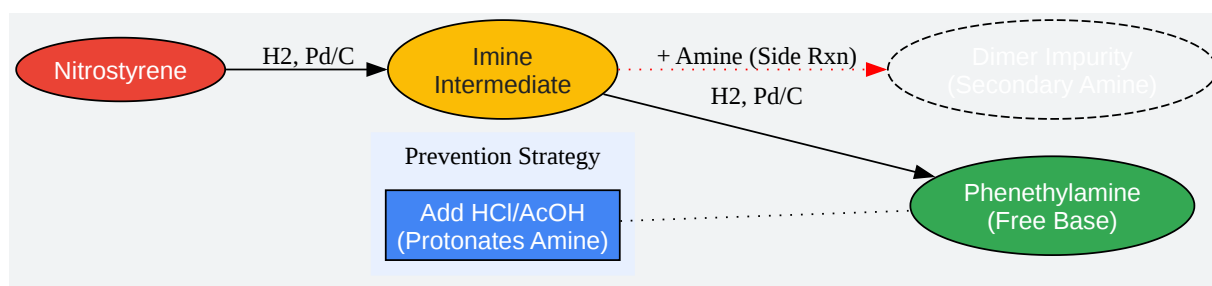 Nitrostyrene
H2, Pd/C
Imine
Intermediate
+ Amine (Side Rxn)
Dimer Impurity
(Secondary Amine)
H2, Pd/C
Prevention Strategy
Add HCl/AcOH
(Protonates Amine)
Phenethylamine
(Free Base)